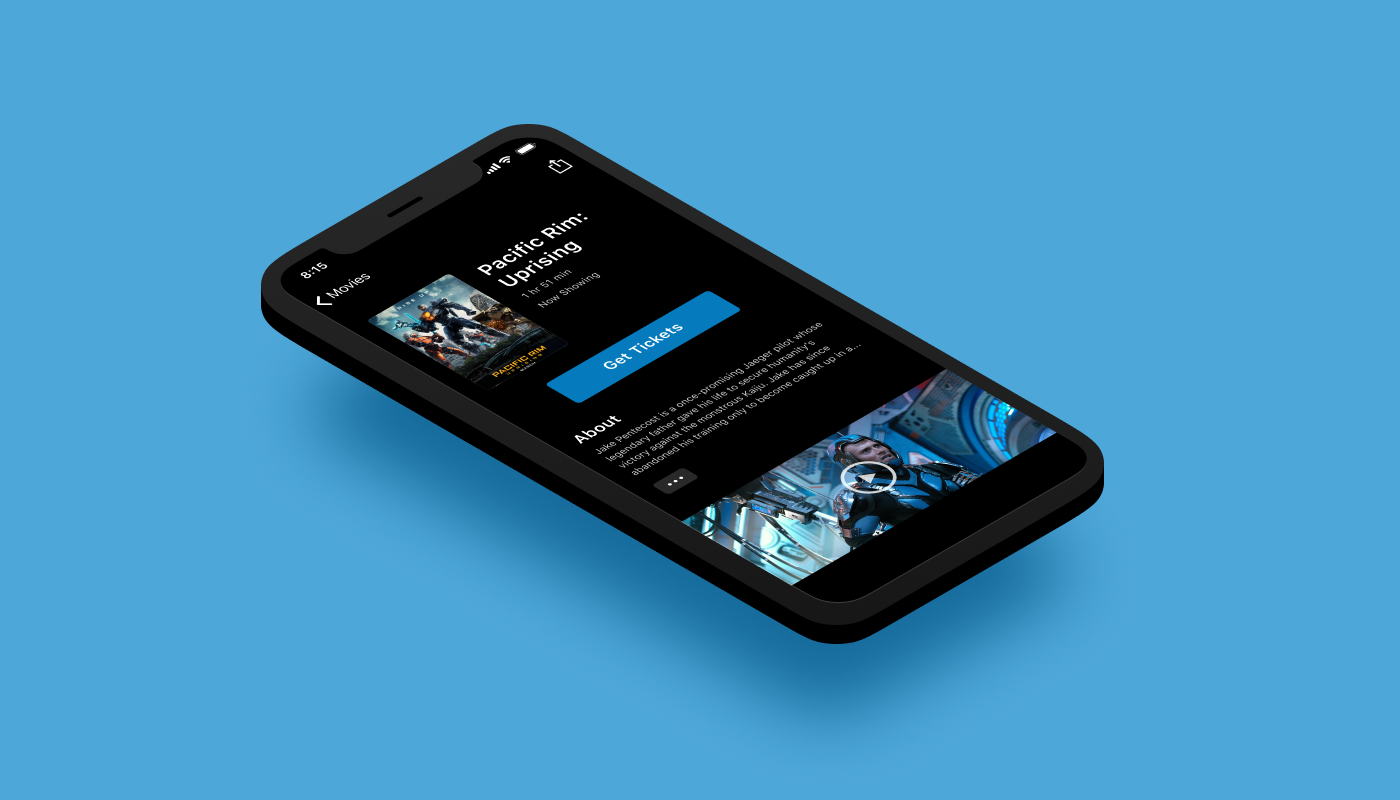 8:15
Movies
Pacific Rim:
Uprising
1 hr 51 min
Now Showing
PACIFIC RIM
Get Tickets
About
Jake Pentecost is a once-promising Jaeger pilot whose
legendary father gave his life to secure humanity's
victory against the monstrous Kaiju. Jake has since
abandoned his training only to become caught up in a...